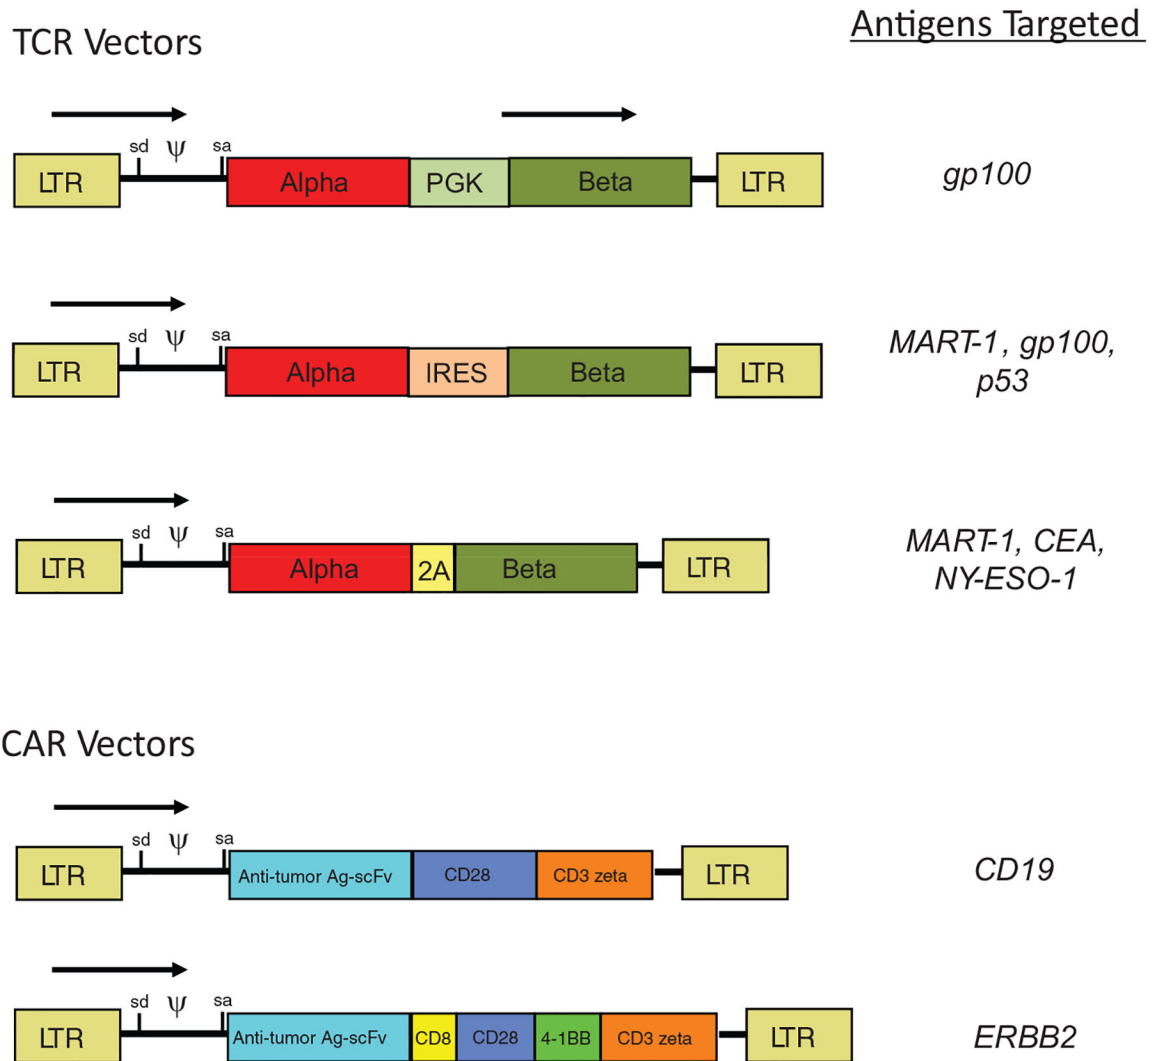 TCR Vectors
Antigens Targeted
sd Ψ sa
LTR Alpha PGK Beta LTR
gp100
sd Ψ sa
LTR Alpha IRES Beta LTR
MART-1, gp100,
p53
sd Ψ sa
LTR Alpha 2A Beta LTR
MART-1, CEA,
NY-ESO-1
CAR Vectors
sd Ψ sa
LTR Anti-tumor Ag-scFv CD28 CD3 zeta LTR
CD19
sd Ψ sa
LTR Anti-tumor Ag-scFv CD8 CD28 4-1BB CD3 zeta LTR
ERBB2